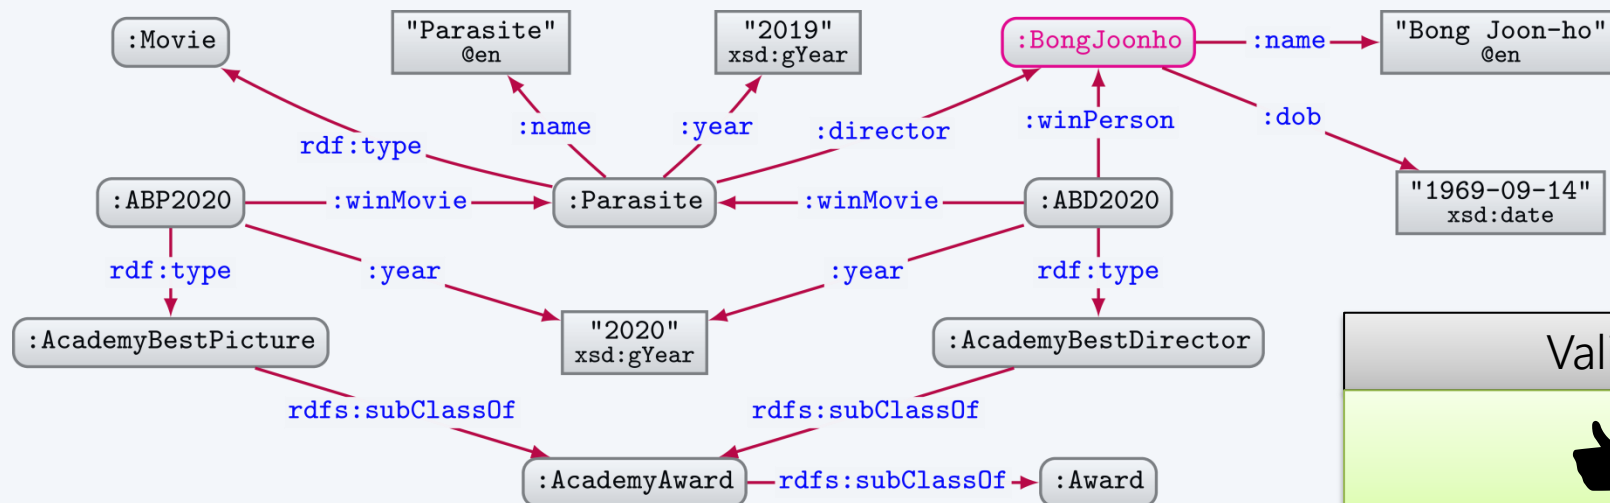 :Movie
"Parasite"
@en
"2019"
xsd:gYear
:BongJoonho
:name
"Bong Joon-ho"
@en
:name
:year
:director
:winPerson
:dob
rdf:type
:ABP2020
:winMovie
:Parasite
:winMovie
:ABD2020
"1969-09-14"
xsd:date
rdf:type
:year
:year
rdf:type
:AcademyBestPicture
"2020"
xsd:gYear
:AcademyBestDirector
rdfs:subClassOf
rdfs:subClassOf
:AcademyAward
rdfs:subClassOf
:Award